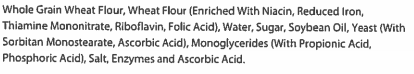 Whole Grain Wheat Flour, Wheat Flour (Enriched With Niacin, Reduced Iron,
Thiamine Mononitrate, Riboflavin, Folic Acid), Water, Sugar, Soybean Oil, Yeast (With
Sorbitan Monostearate, Ascorbic Acid), Monoglycerides (With Propionic Acid,
Phosphoric Acid), Salt, Enzymes and Ascorbic Acid.